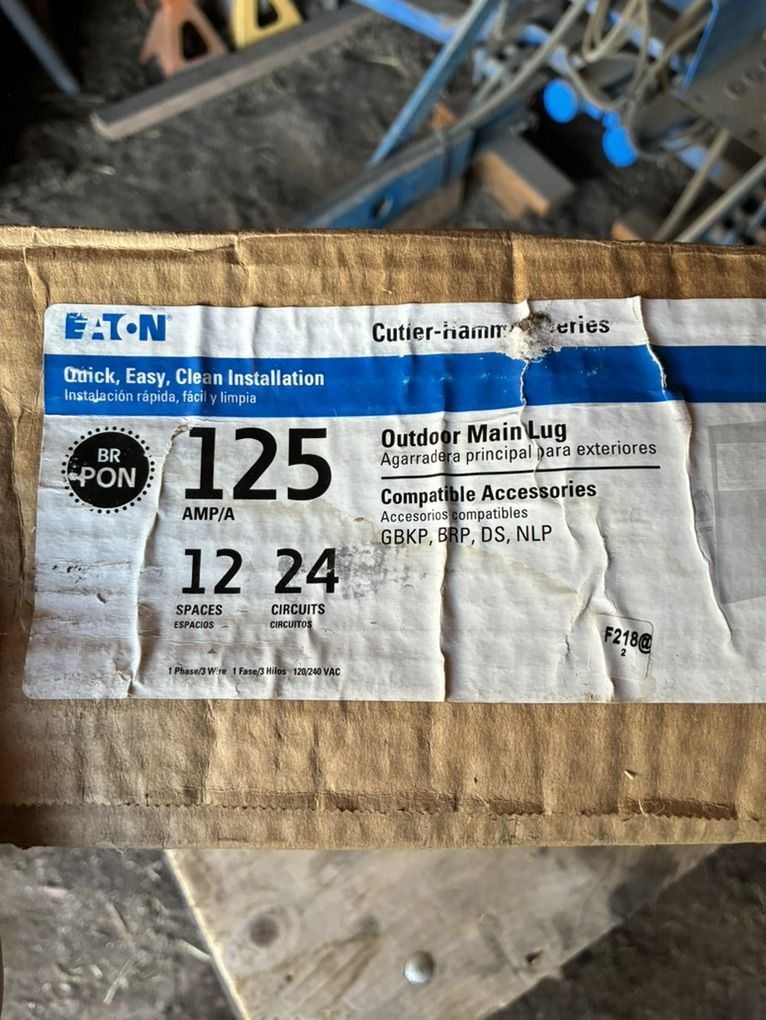 EATON
Cutler-Hamm eries
Quick, Easy, Clean Installation
Instalación rápida, fácil y limpia
BR
PON
125
AMP/A
Outdoor Main Lug
Agarradera principal para exteriores
Compatible Accessories
Accesorios compatibles
GBKP, BRP, DS, NLP
12 24
SPACES CIRCUITS
ESPACIOS CIRCUITOS
F218@
2
1 Phase/3 Wire 1 Fase/3 Hilos 120/240 VAC